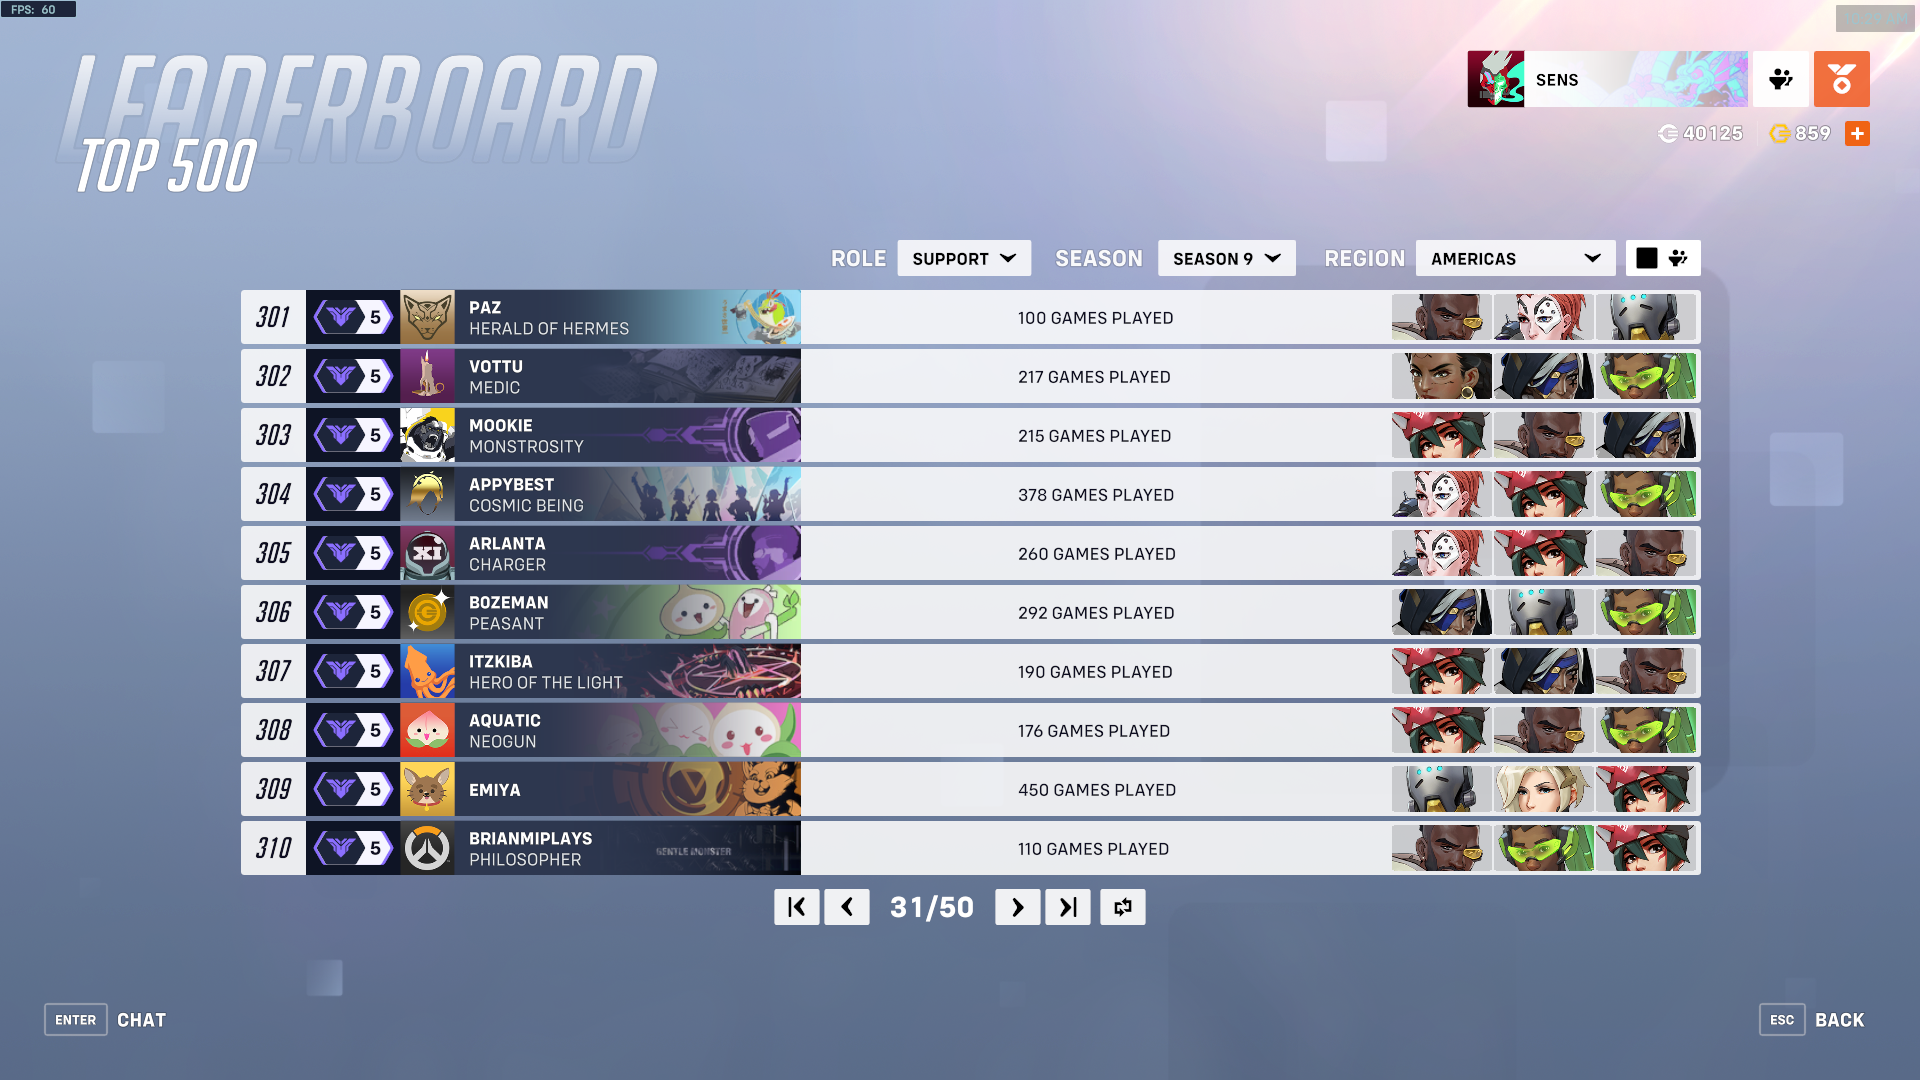 FPS: 60
LEADERBOARD
TOP 500
SENS
40125 859
ROLE SUPPORT SEASON SEASON 9 REGION AMERICAS
301 5 PAZ HERALD OF HERMES 100 GAMES PLAYED
302 5 VOTTU MEDIC 217 GAMES PLAYED
303 5 MOOKIE MONSTROSITY 215 GAMES PLAYED
304 5 APPYBEST COSMIC BEING 378 GAMES PLAYED
305 5 XI ARLANTA CHARGER 260 GAMES PLAYED
306 5 BOZEMAN PEASANT 292 GAMES PLAYED
307 5 ITZKIBA HERO OF THE LIGHT 190 GAMES PLAYED
308 5 AQUATIC NEOGUN 176 GAMES PLAYED
309 5 EMIYA 450 GAMES PLAYED
310 5 BRIANMIPLAYS PHILOSOPHER GENTLE MONSTER 110 GAMES PLAYED
31/50
ENTER CHAT
ESC BACK